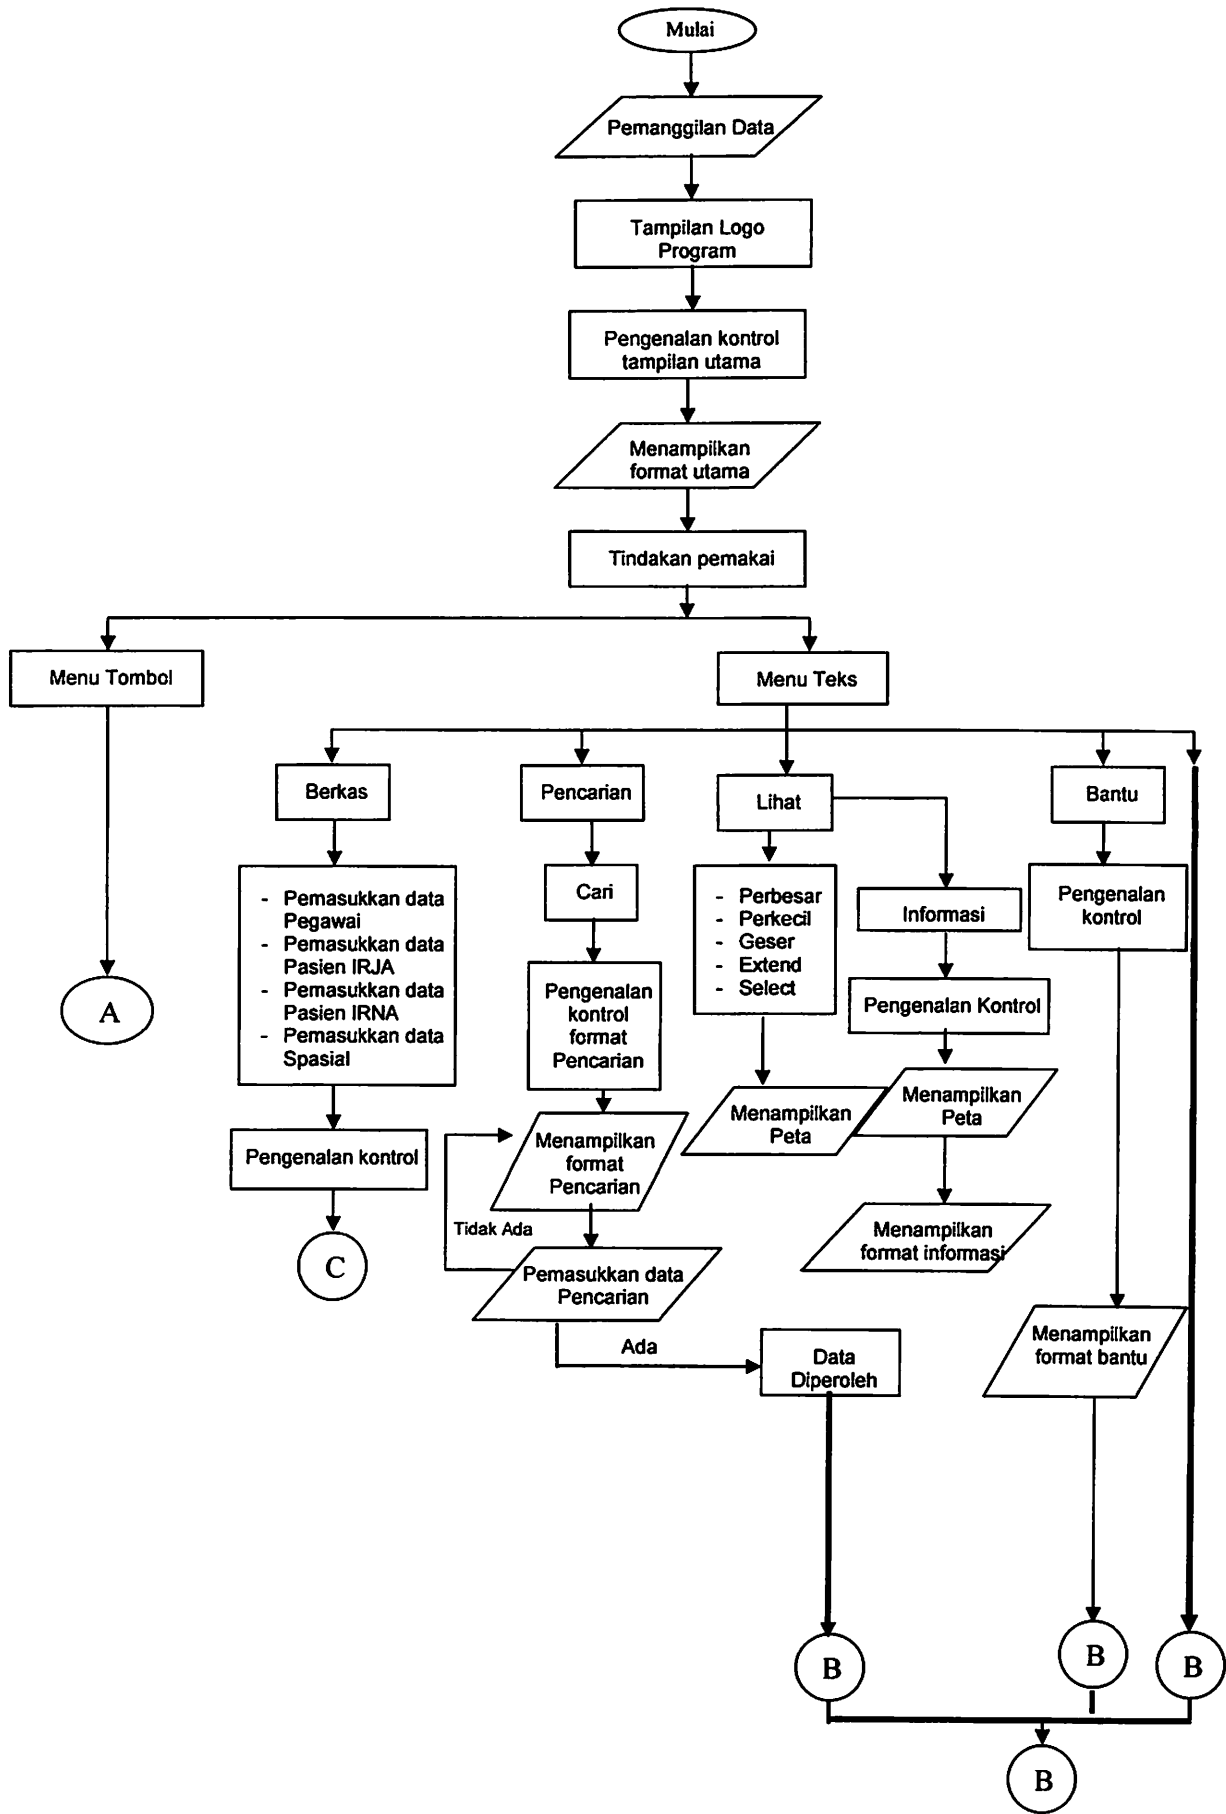 Mulai
Pemanggilan Data
Tampilan Logo
Program
Pengenalan kontrol
tampilan utama
Menampilkan
format utama
Tindakan pemakai
Menu Tombol
Menu Teks
Berkas
Pencarian
Lihat
Bantu
- Pemasukkan data
Pegawai
- Pemasukkan data
Pasien IRJA
- Pemasukkan data
Pasien IRNA
- Pemasukkan data
Spasial
Cari
- Perbesar
- Perkecil
- Geser
- Extend
- Select
Informasi
Pengenalan
kontrol
A
Pengenalan
kontrol
format
Pencarian
Pengenalan Kontrol
Menampilkan
Peta
Menampilkan
Peta
Pengenalan kontrol
Menampilkan
format
Pencarian
Tidak Ada
Menampilkan
format informasi
C
Pemasukkan data
Pencarian
Ada
Data
Diperoleh
Menampilkan
format bantu
B
B
B
B